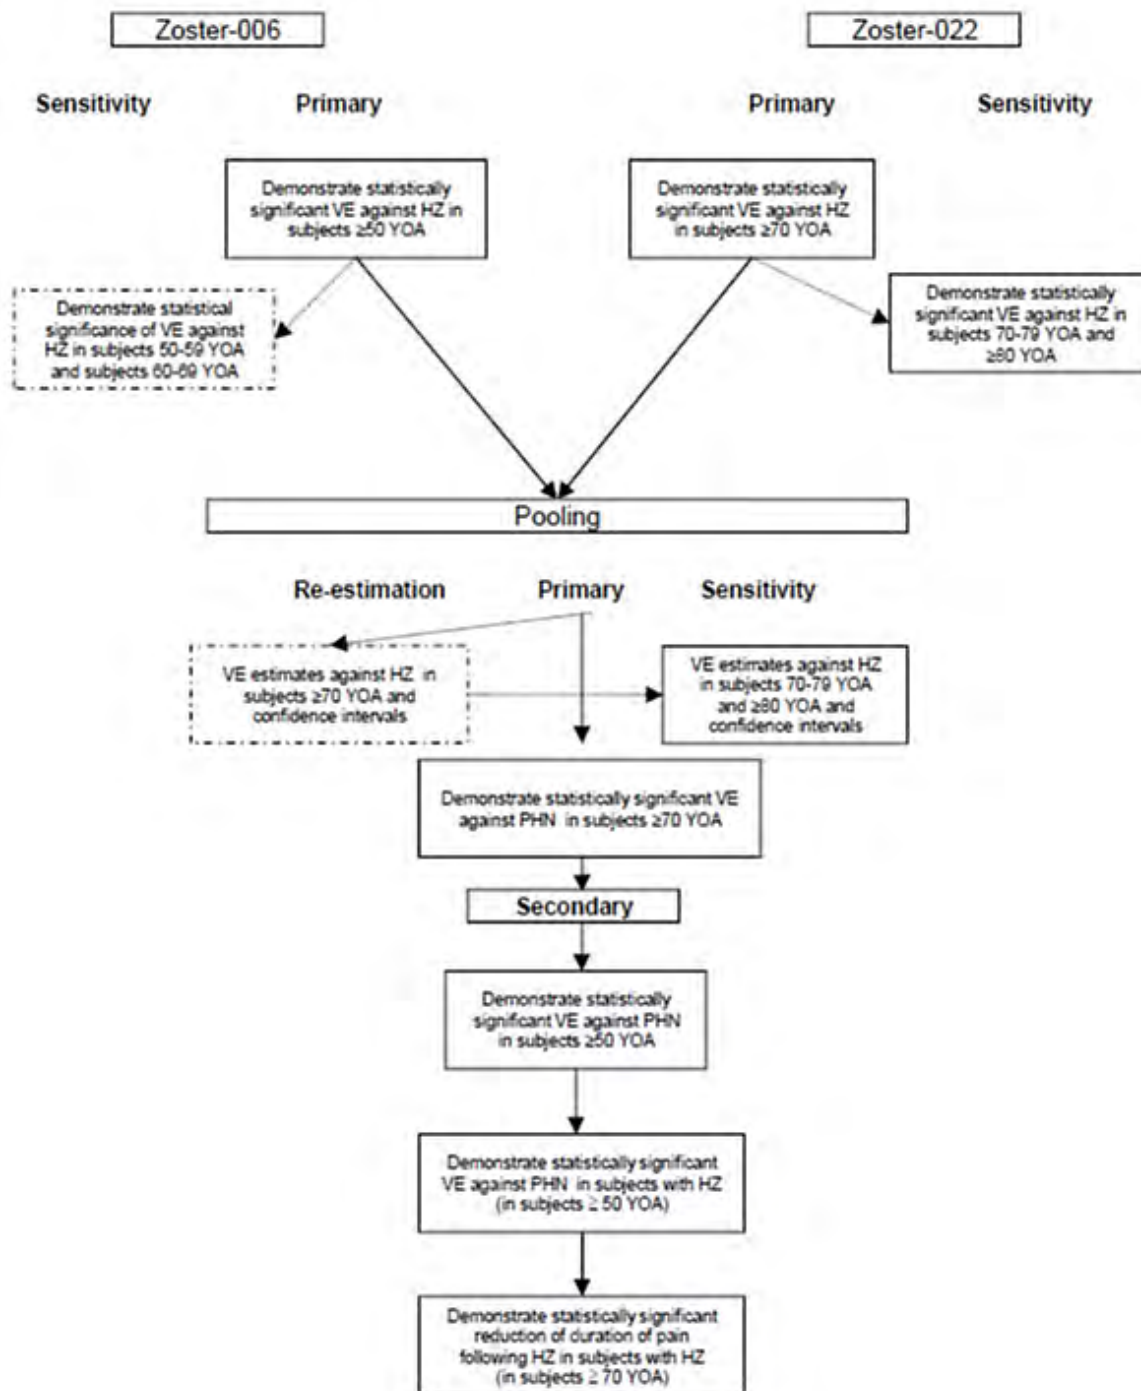 Zoster-006
Zoster-022
Sensitivity
Primary
Primary
Sensitivity
Demonstrate statistically
significant VE against HZ in
subjects ≥50 YOA
Demonstrate statistically
significant VE against HZ
in subjects ≥70 YOA
Demonstrate statistical
significance of VE against
HZ in subjects 50-59 YOA
and subjects 60-69 YOA
Demonstrate statistically
significant VE against HZ in
subjects 70-79 YOA and
≥80 YOA
Pooling
Re-estimation
Primary
Sensitivity
VE estimates against HZ in
subjects ≥70 YOA and
confidence intervals
VE estimates against HZ
in subjects 70-79 YOA
and ≥80 YOA and
confidence intervals
Demonstrate statistically significant VE
against PHN in subjects ≥70 YOA
Secondary
Demonstrate statistically
significant VE against PHN
in subjects ≥50 YOA
Demonstrate statistically significant
VE against PHN in subjects with HZ
(in subjects ≥ 50 YOA)
Demonstrate statistically significant
reduction of duration of pain
following HZ in subjects with HZ
(in subjects ≥ 70 YOA)